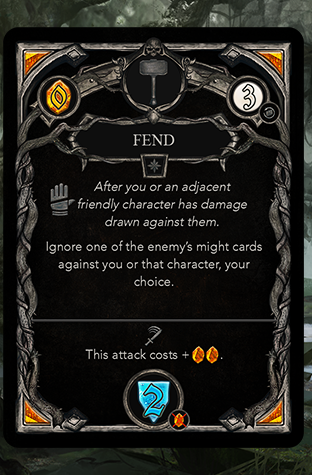 0
3
FEND
After you or an adjacent
friendly character has damage
drawn against them.
Ignore one of the enemy's might cards
against you or that character, your
choice.
This attack costs + .
2